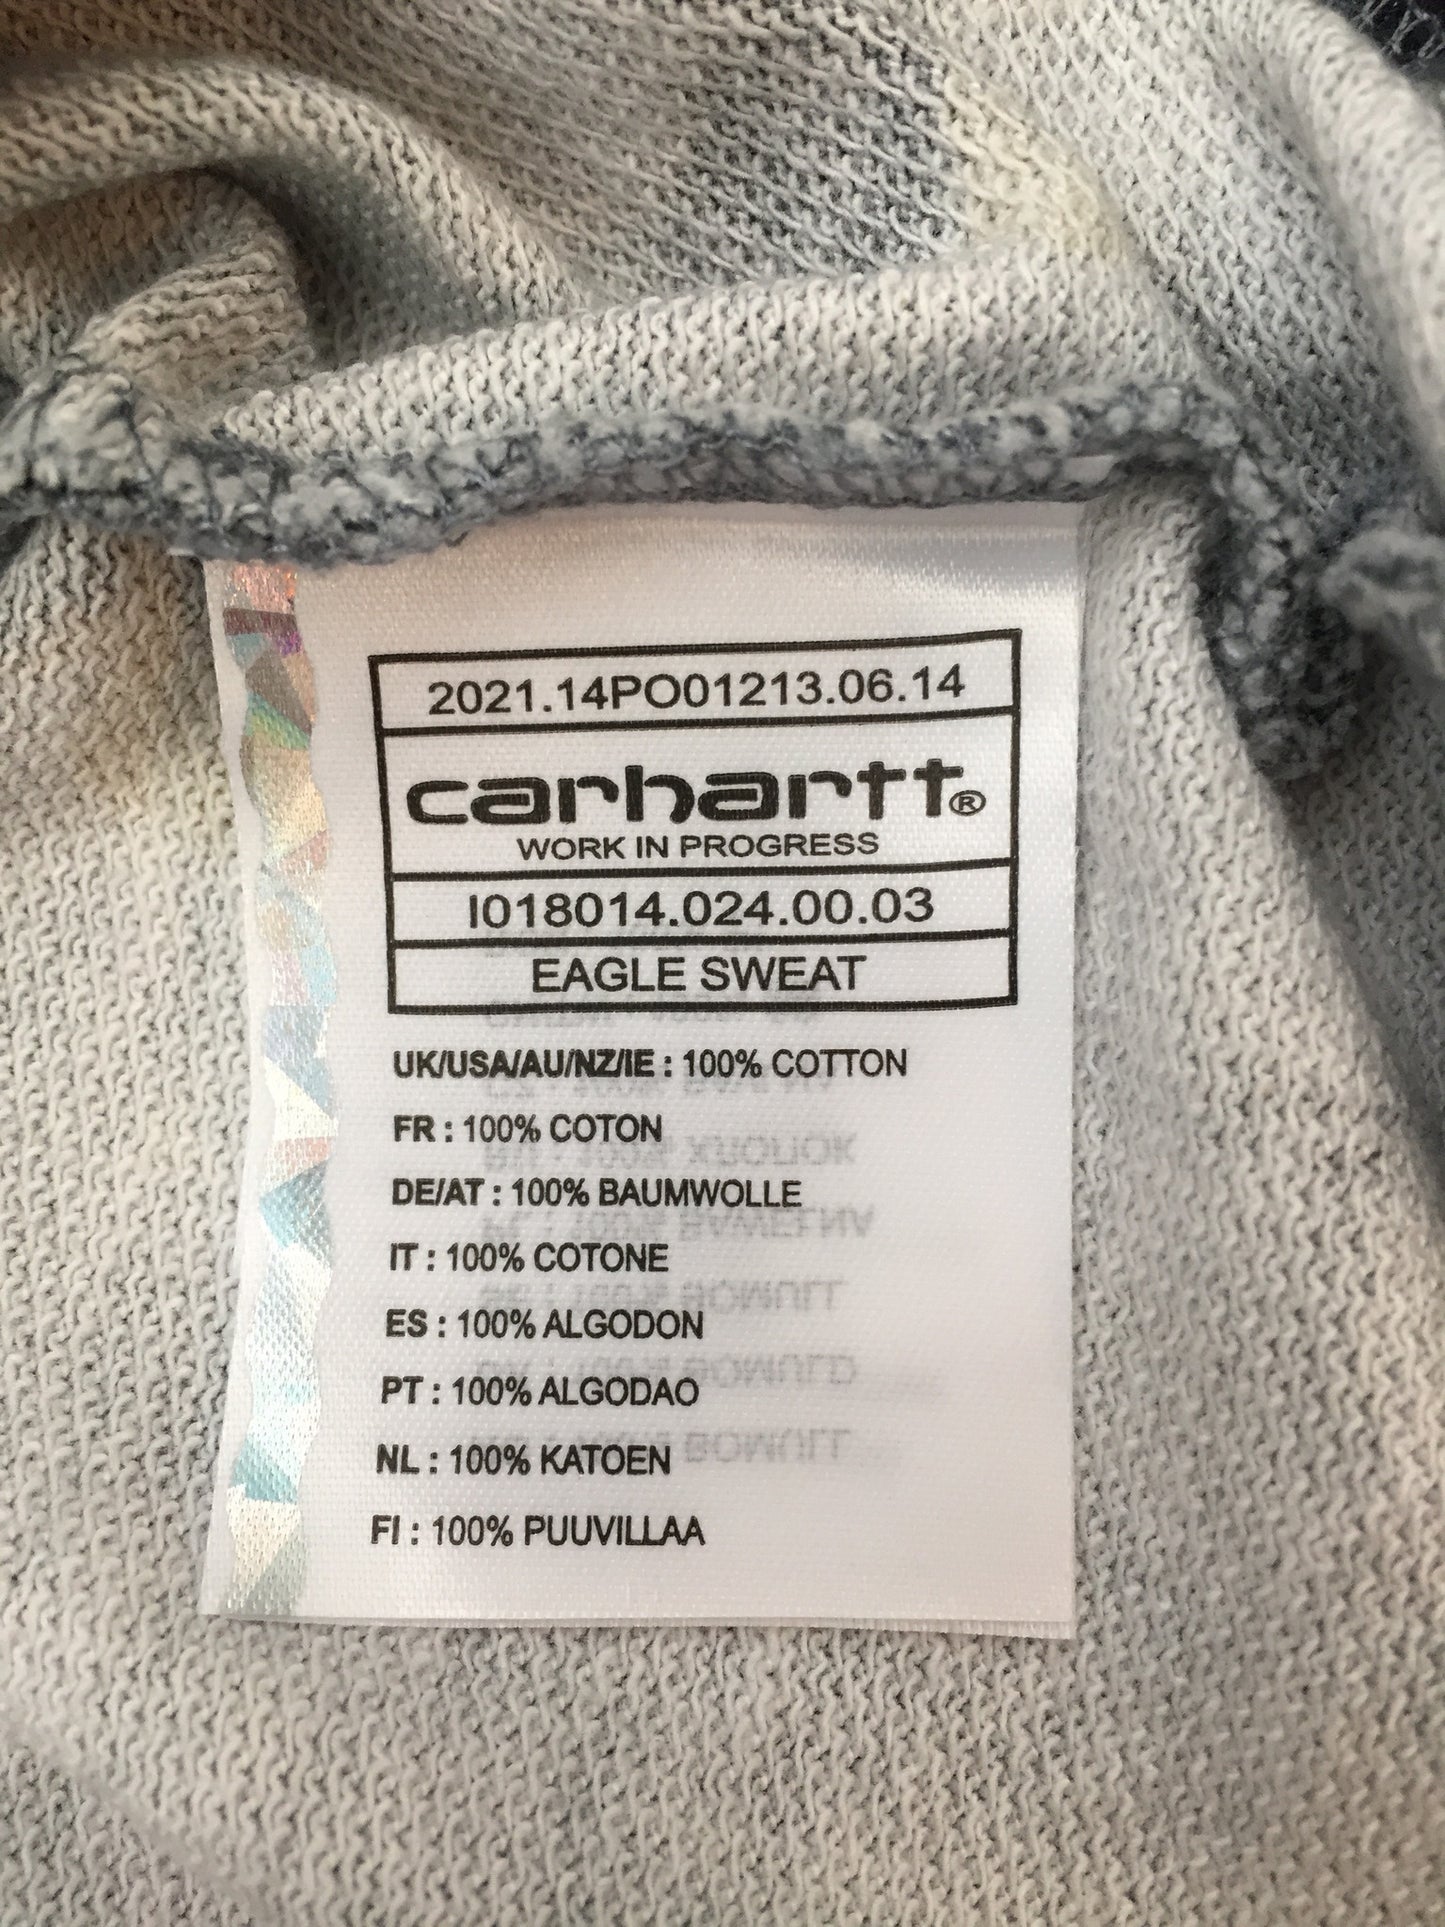 2021.14PO01213.06.14
carhartt®
WORK IN PROGRESS
I018014.024.00.03
EAGLE SWEAT
UK/USA/AU/NZ/IE : 100% COTTON
FR : 100% COTON
DE/AT : 100% BAUMWOLLE
IT : 100% COTONE
ES : 100% ALGODON
PT : 100% ALGODAO
NL : 100% KATOEN
FI : 100% PUUVILLAA